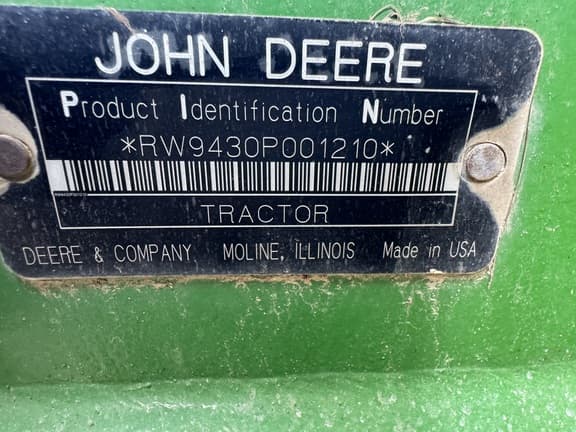 JOHN DEERE
Product Identification Number
*RW9430P001210*
TRACTOR
DEERE & COMPANY MOLINE, ILLINOIS Made in USA